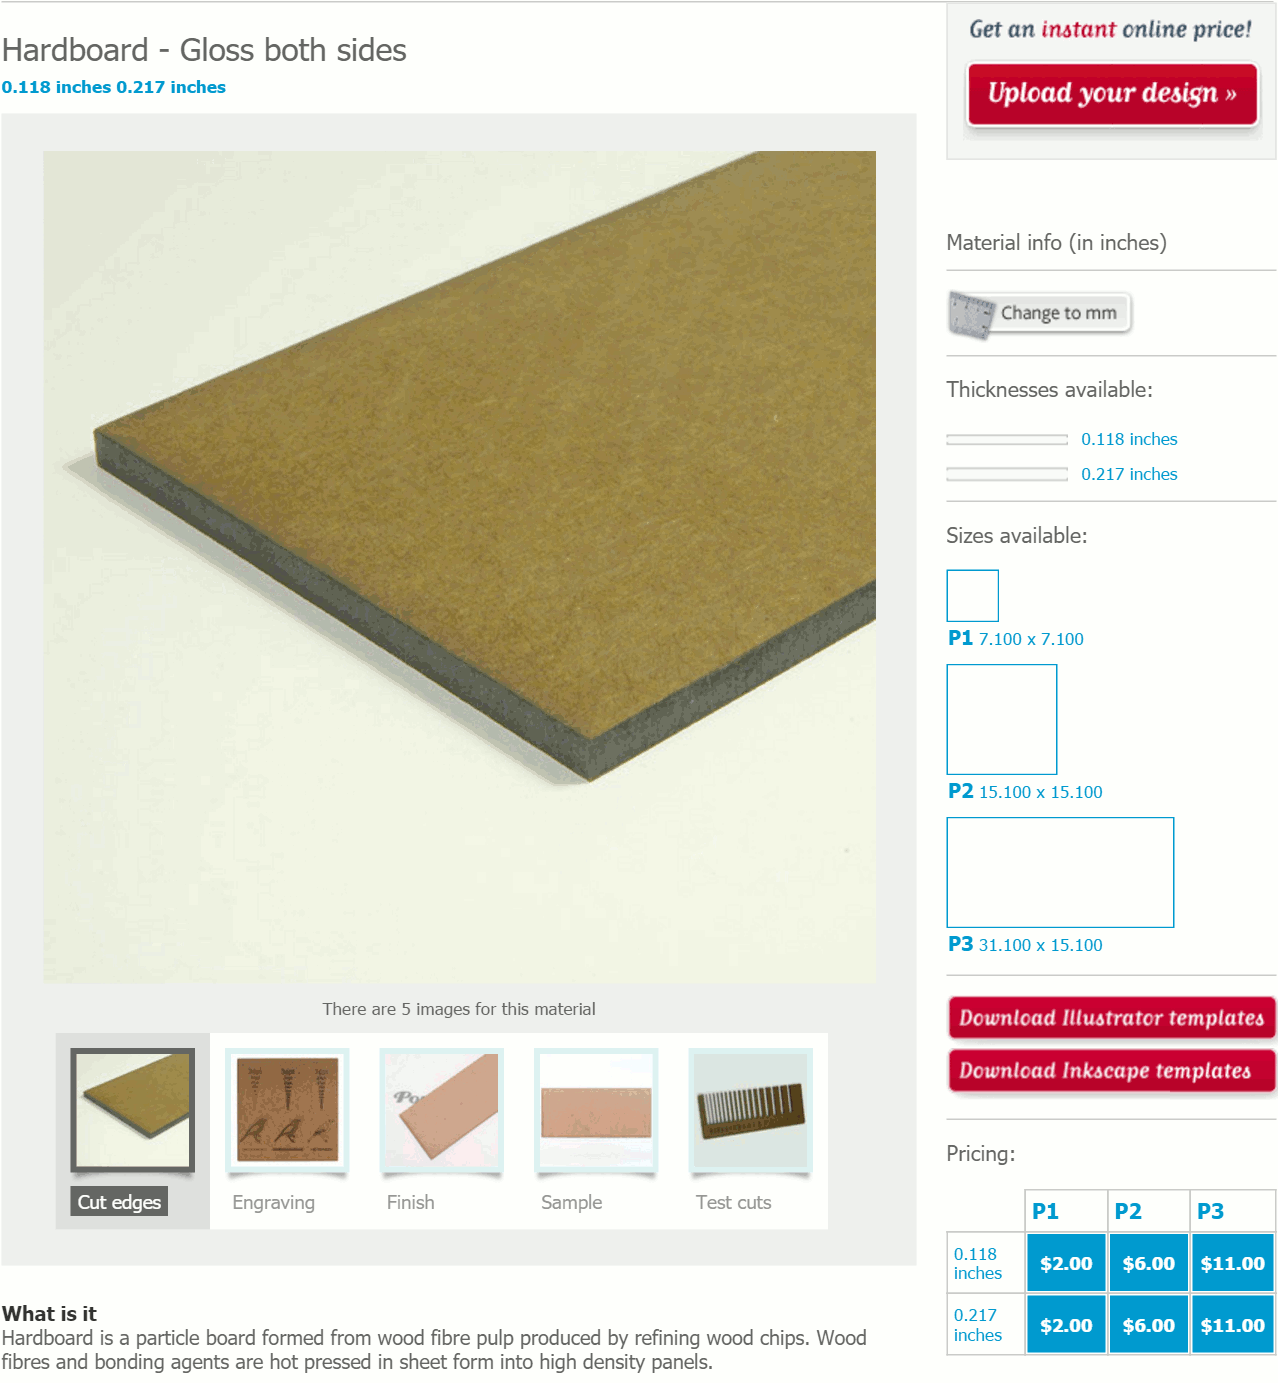 Hardboard - Gloss both sides
0.118 inches 0.217 inches
There are 5 images for this material
Cut edges
Engraving
Finish
Sample
Test cuts
What is it
Hardboard is a particle board formed from wood fibre pulp produced by refining wood chips. Wood
fibres and bonding agents are hot pressed in sheet form into high density panels.
Get an instant online price!
Upload your design »
Material info (in inches)
Change to mm
Thicknesses available:
0.118 inches
0.217 inches
Sizes available:
P1 7.100 x 7.100
P2 15.100 x 15.100
P3 31.100 x 15.100
Download Illustrator templates
Download Inkscape templates
Pricing:
P1 P2 P3
0.118
inches
$2.00 $6.00 $11.00
0.217
inches
$2.00 $6.00 $11.00